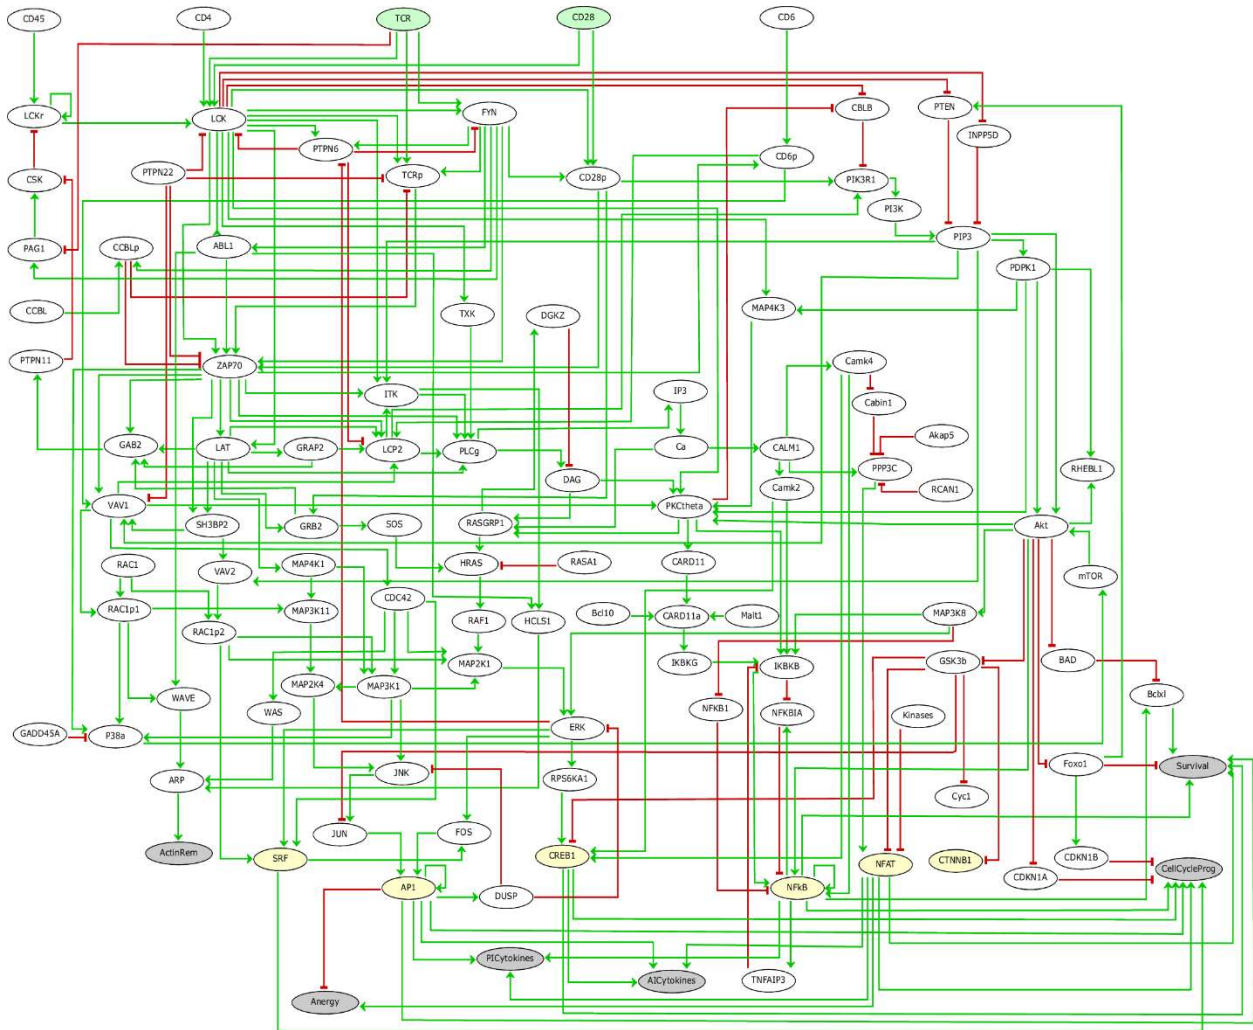 CD45
CD4
TCR
CD28
CD6
LCKr
LCK
FYN
CBLB
PTEN
INPP5D
PTPN6
PTPN22
CSK
TCRp
CD28p
CD6p
PIK3R1
PI3K
PAG1
CCBLp
ABL1
PIP3
PDPK1
CCBL
TXK
DGKZ
MAP4K3
PTPN11
ZAP70
Camk4
ITK
IP3
Cabin1
Akap5
GAB2
LAT
GRAP2
LCP2
PLCg
Ca
CALM1
DAG
PPP3C
RHEBL1
Camk2
RCAN1
VAV1
SH3BP2
GRB2
SOS
RASGRP1
PKCtheta
Akt
RAC1
VAV2
MAP4K1
HRAS
RASA1
CARD11
mTOR
RAC1p1
MAP3K11
CDC42
RAF1
HCLS1
Bcl10
CARD11a
Malt1
MAP3K8
RAC1p2
MAP2K1
IKBKG
IKBKB
GSK3b
BAD
Bclxl
WAVE
WAS
MAP2K4
MAP3K1
NFKB1
NFKBIA
Kinases
GADD45A
P38a
ERK
ARP
JNK
RPS6KA1
Foxo1
Survival
Cyc1
ActinRem
SRF
JUN
FOS
CREB1
NFAT
CTNNB1
CDKN1B
CDKN1A
CellCycleProg
AP1
DUSP
NFkB
PICytokines
AICytokines
TNFAIP3
Anergy